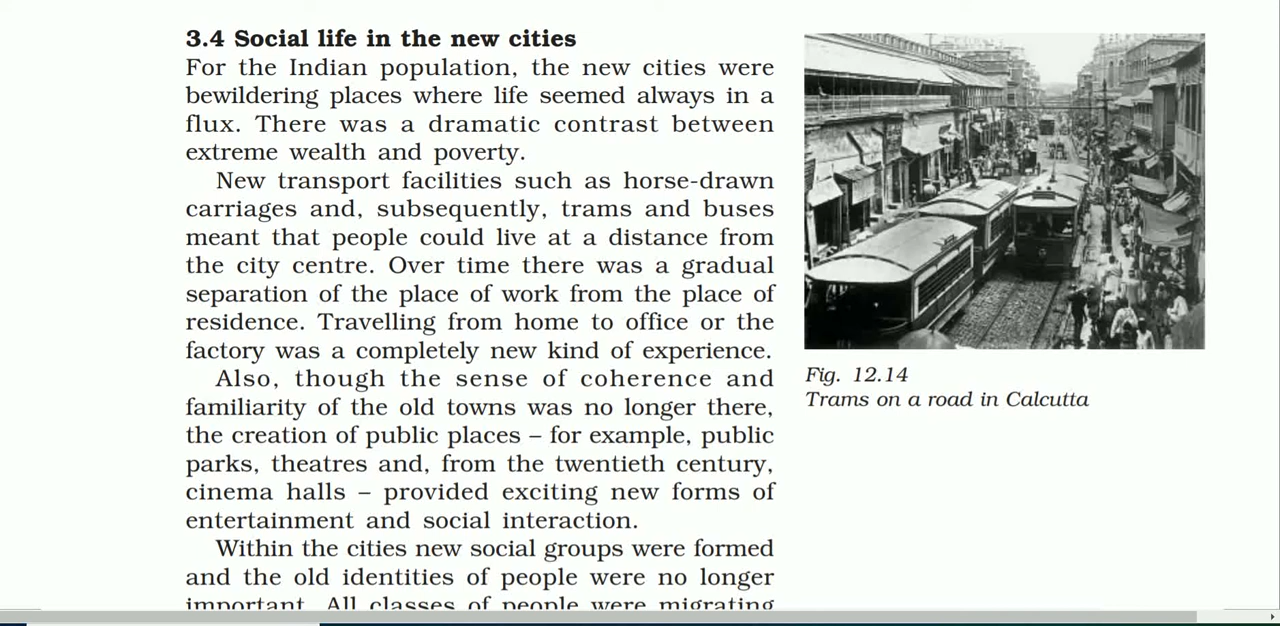 3.4 Social life in the new cities
For the Indian population, the new cities were
bewildering places where life seemed always in a
flux. There was a dramatic contrast between
extreme wealth and poverty.
New transport facilities such as horse-drawn
carriages and, subsequently, trams and buses
meant that people could live at a distance from
the city centre. Over time there was a gradual
separation of the place of work from the place of
residence. Travelling from home to office or the
factory was a completely new kind of experience.
Also, though the sense of coherence and
familiarity of the old towns was no longer there,
the creation of public places – for example, public
parks, theatres and, from the twentieth century,
cinema halls – provided exciting new forms of
entertainment and social interaction.
Within the cities new social groups were formed
and the old identities of people were no longer
important. All classes of people were migrating
Fig. 12.14
Trams on a road in Calcutta